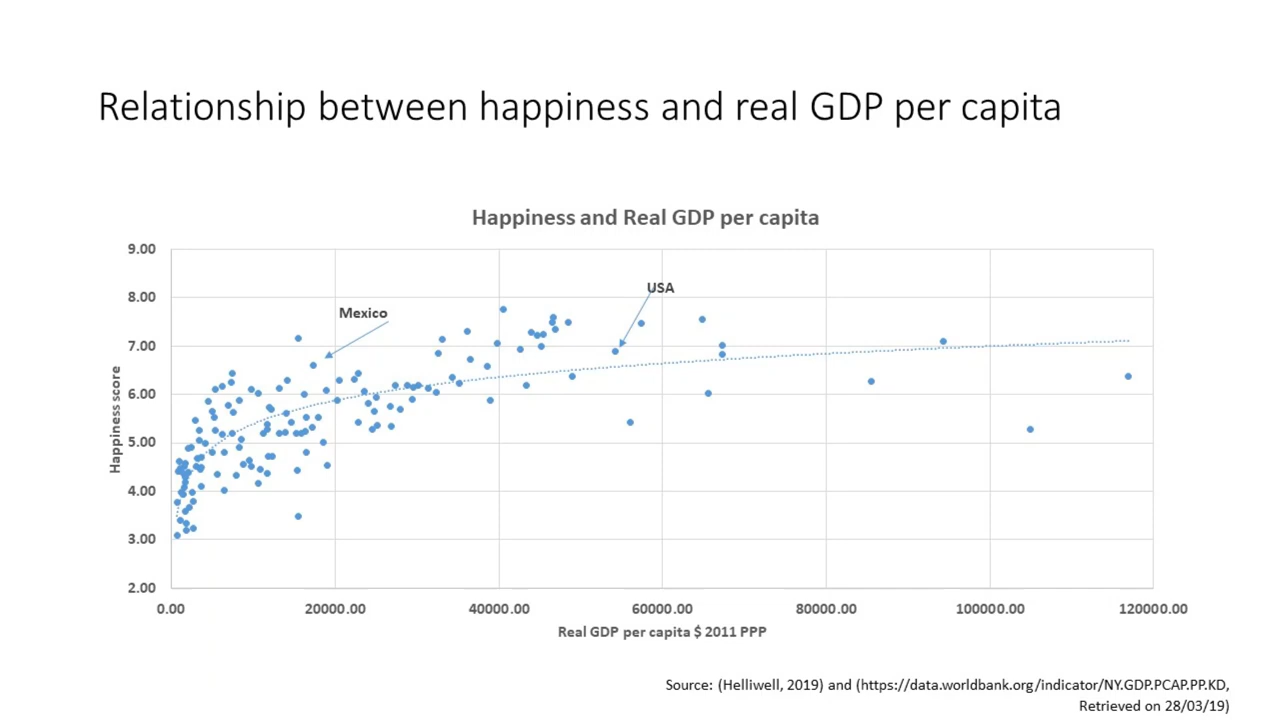 Relationship between happiness and real GDP per capita
Happiness and Real GDP per capita
9.00
8.00
7.00
6.00
5.00
4.00
3.00
2.00
Happiness score
Mexico
USA
0.00 20000.00 40000.00 60000.00 80000.00 100000.00 120000.00
Real GDP per capita $ 2011 PPP
Source: (Helliwell, 2019) and (https://data.worldbank.org/indicator/NY.GDP.PCAP.PP.KD,
Retrieved on 28/03/19)